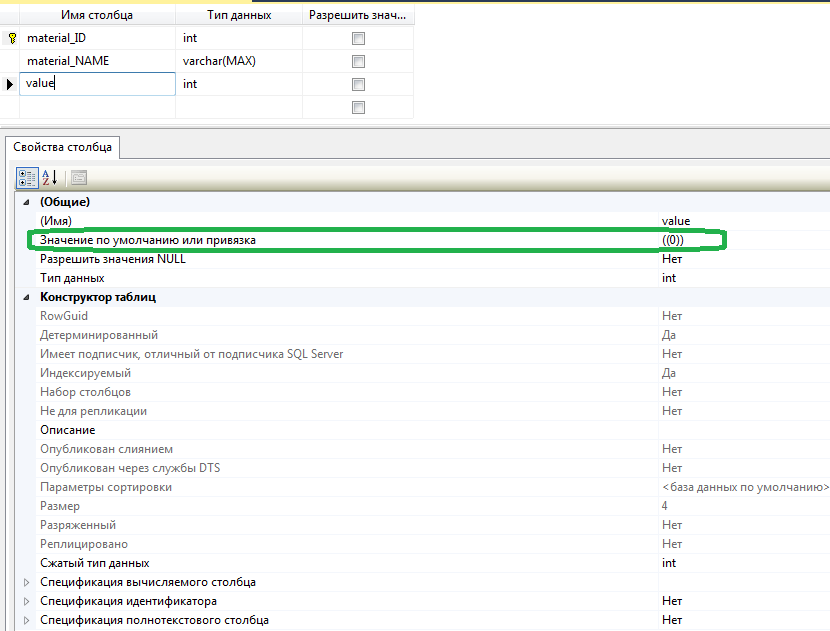 Имя столбца Тип данных Разрешить знач...
material_ID int
material_NAME varchar(MAX)
value int
Свойства столбца
(Общие)
(Имя) value
Значение по умолчанию или привязка ((0))
Разрешить значения NULL Нет
Тип данных int
Конструктор таблиц
RowGuid Нет
Детерминированный Да
Имеет подписчик, отличный от подписчика SQL Server Нет
Индексируемый Да
Набор столбцов Нет
Не для репликации Нет
Описание
Опубликован слиянием Нет
Опубликован через службы DTS Нет
Параметры сортировки <база данных по умолчанию>
Размер 4
Разряженный Нет
Реплицировано Нет
Сжатый тип данных int
Спецификация вычисляемого столбца
Спецификация идентификатора Нет
Спецификация полнотекстового столбца Нет